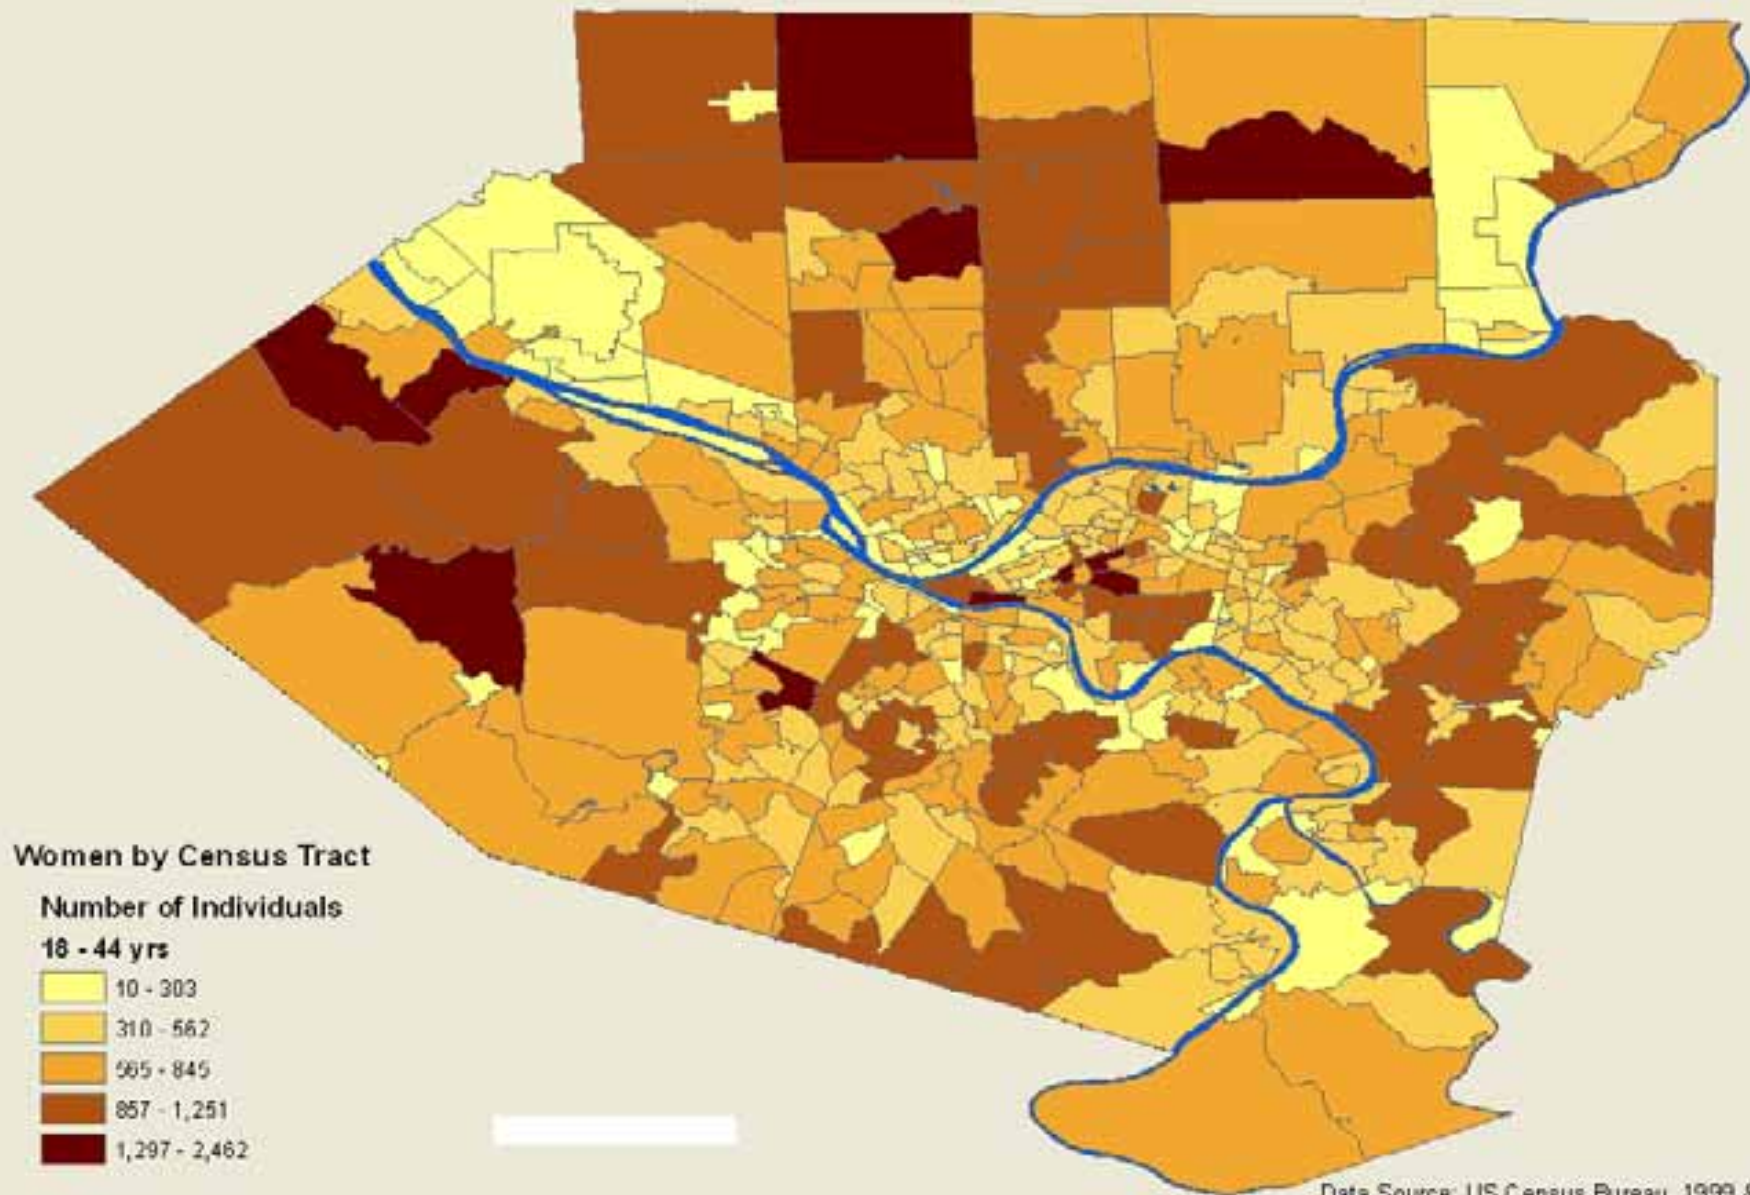 Women by Census Tract
Number of Individuals
18 - 44 yrs
10 - 303
310 - 562
565 - 845
857 - 1,251
1,297 - 2,462
Data Source: US Census Bureau, 1999